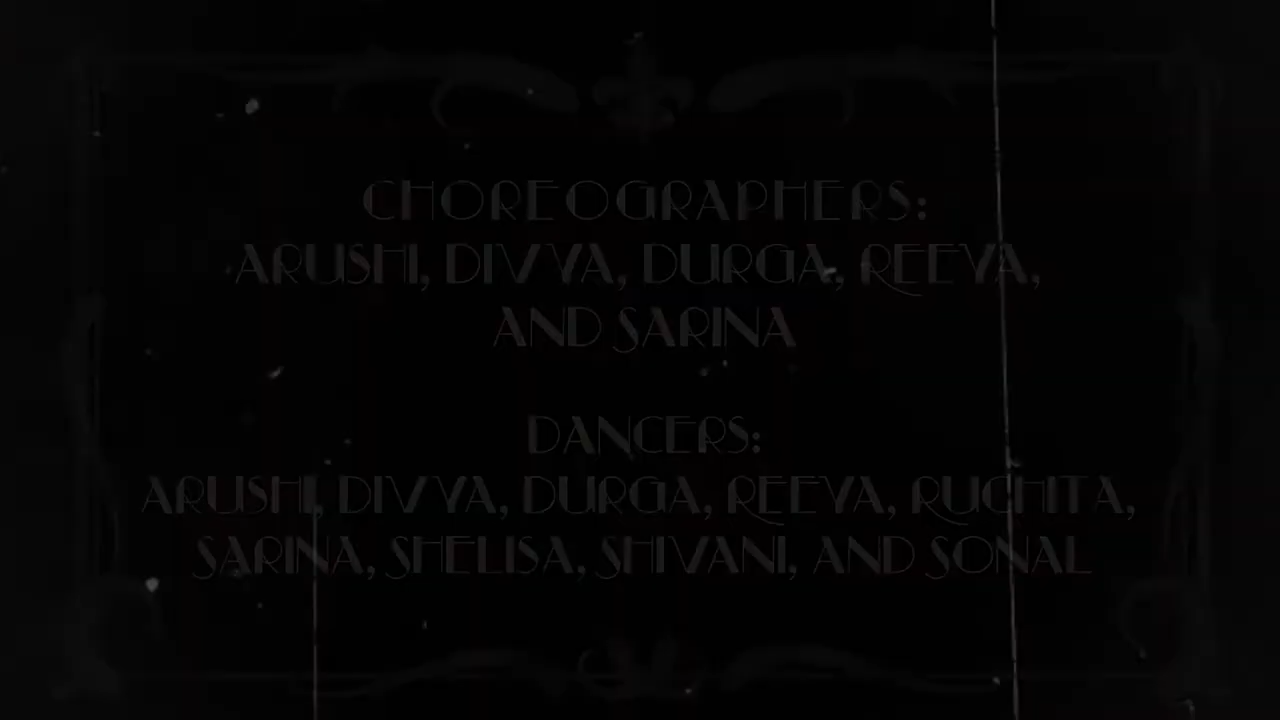 CHOREOGRAPHERS:
ARUSHI, DIVYA, DURGA, REEYA,
AND SARINA
DANCERS:
ARUSHI, DIVYA, DURGA, REEYA, RUCHITA,
SARINA, SHELISA, SHIVANI, AND SONAL